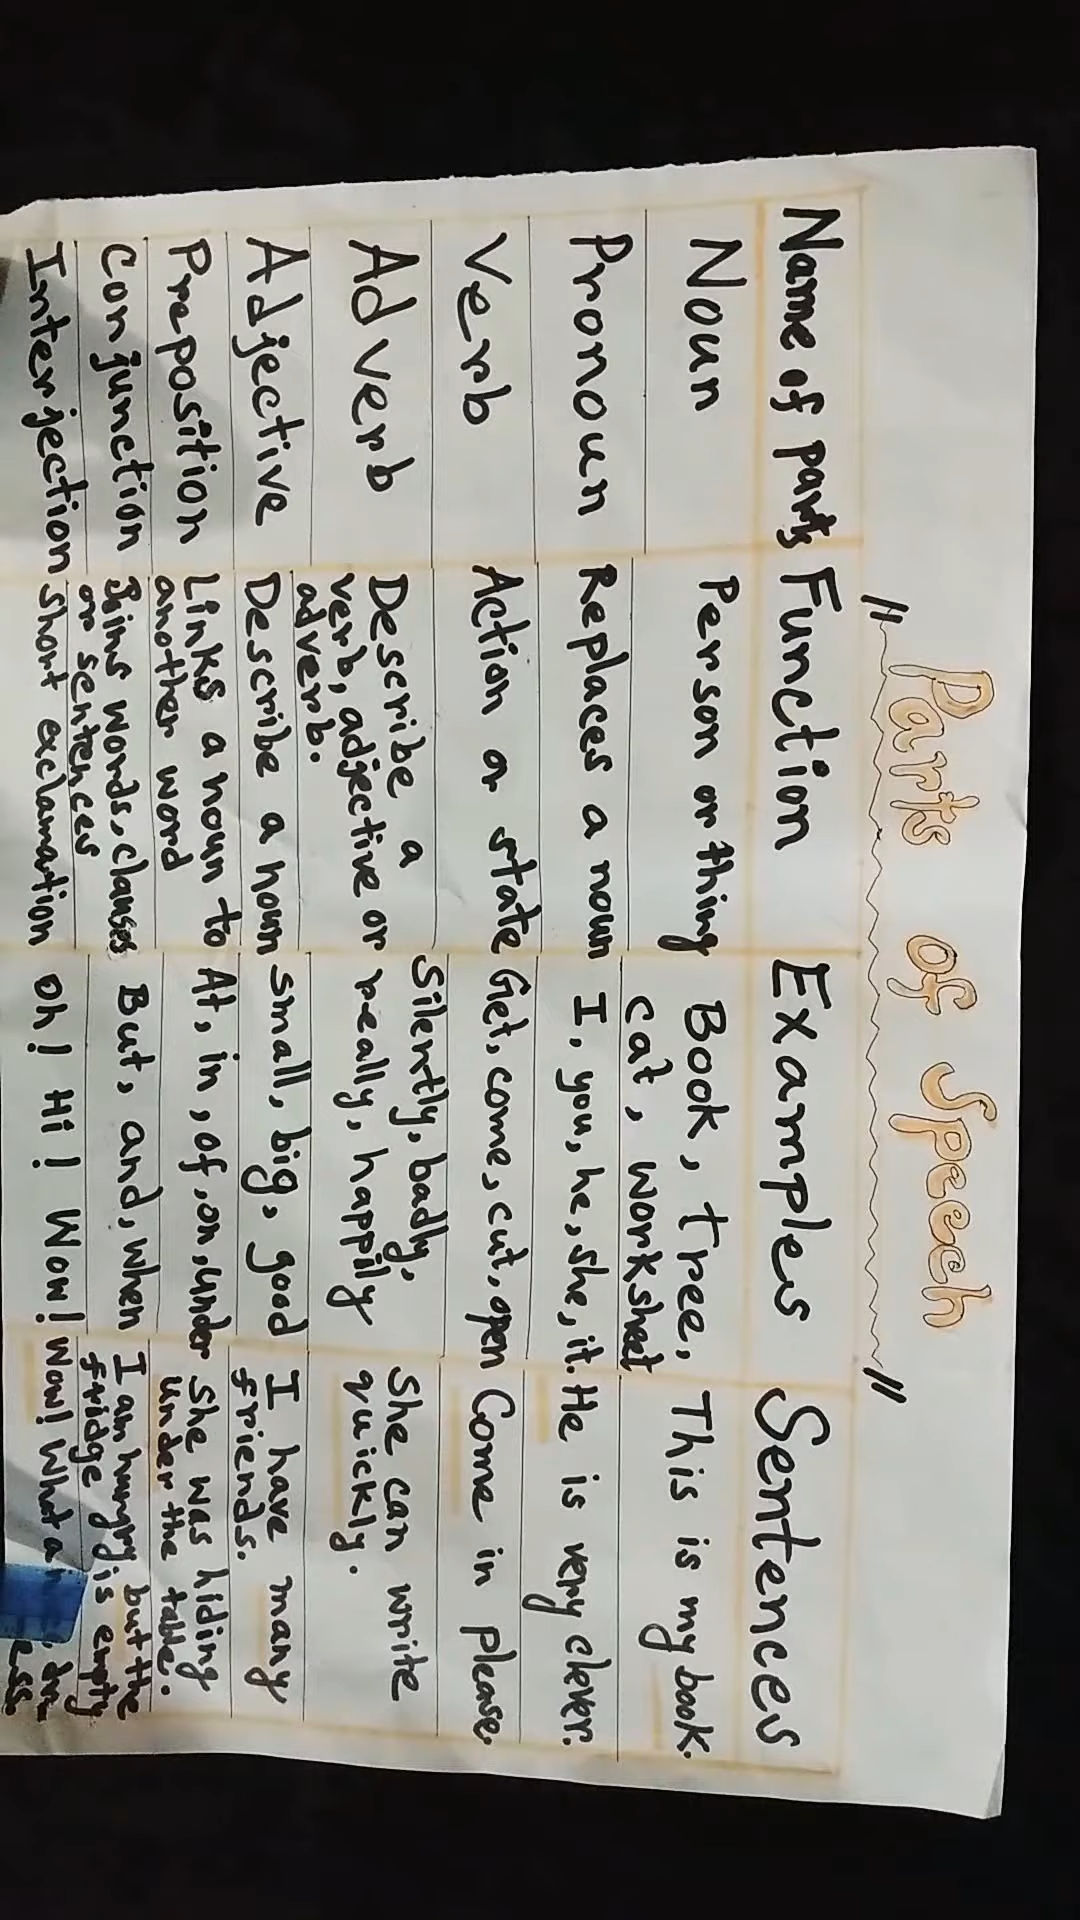 "Parts of Speech"
Name of parts Function Examples Sentences
Noun Person or thing Book, tree, This is my book.
cat, worksheet
Pronoun Replaces a noun I, you, he, she, it. He is very clever.
Verb Action or state Get, come, cut, open Come in please.
Adverb Describe a Silently, badly, She can write
verb, adjective or really, happily quickly.
adverb.
Adjective Describe a noun small, big, good I have many
friends.
Preposition Links a noun to At, in, of, on, under She was hiding
another word under the table.
Conjunction Joins words, clauses But, and, when I am hungry, but the
or sentences fridge is empty
Interjection short exclamation Oh! Hi! Wow! Wow! What a